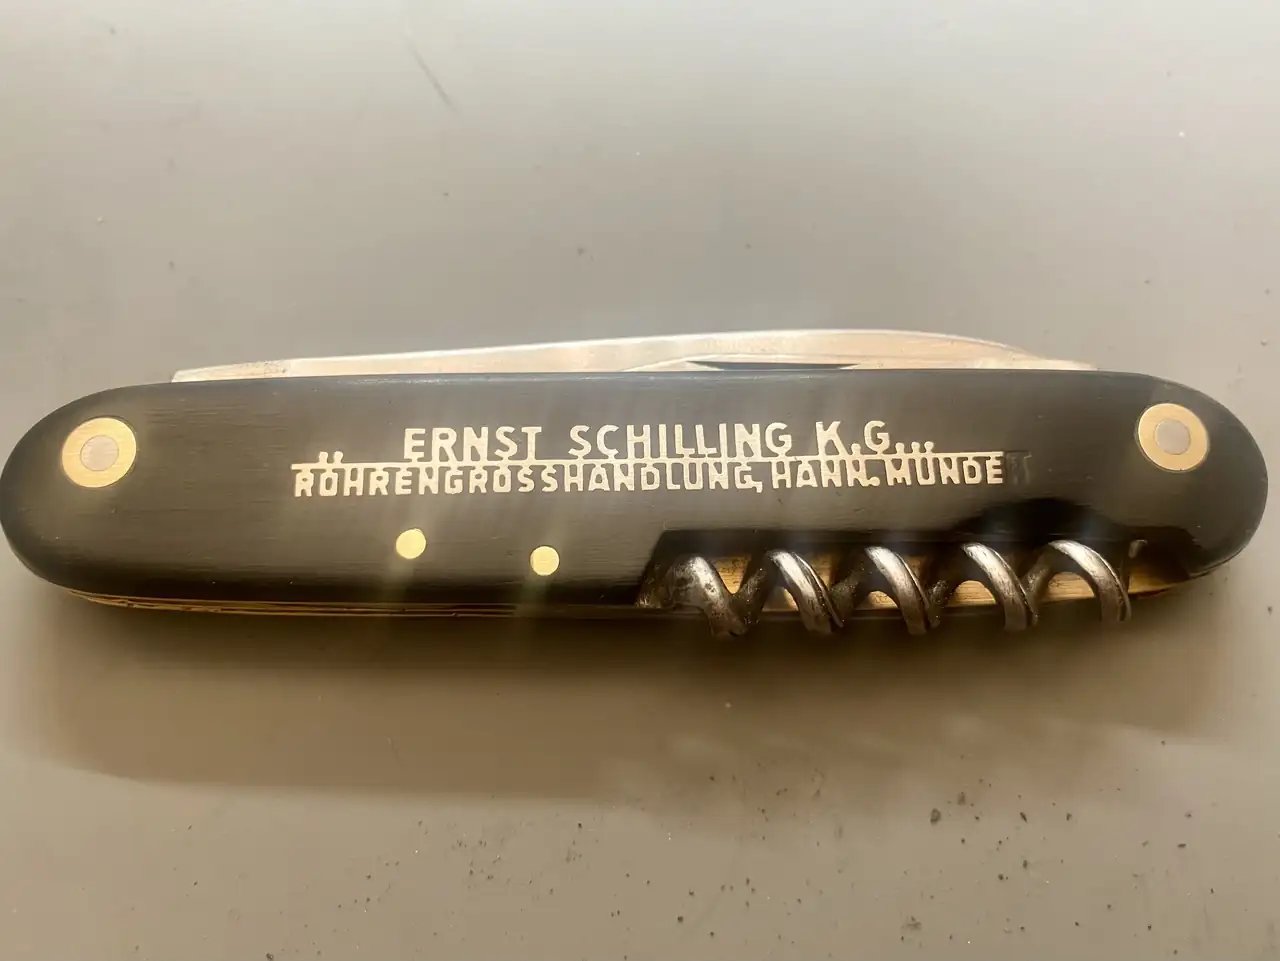 ERNST SCHILLING K.G.
RÖHRENGROSSHANDLUNG, HANN. MÜNDEN